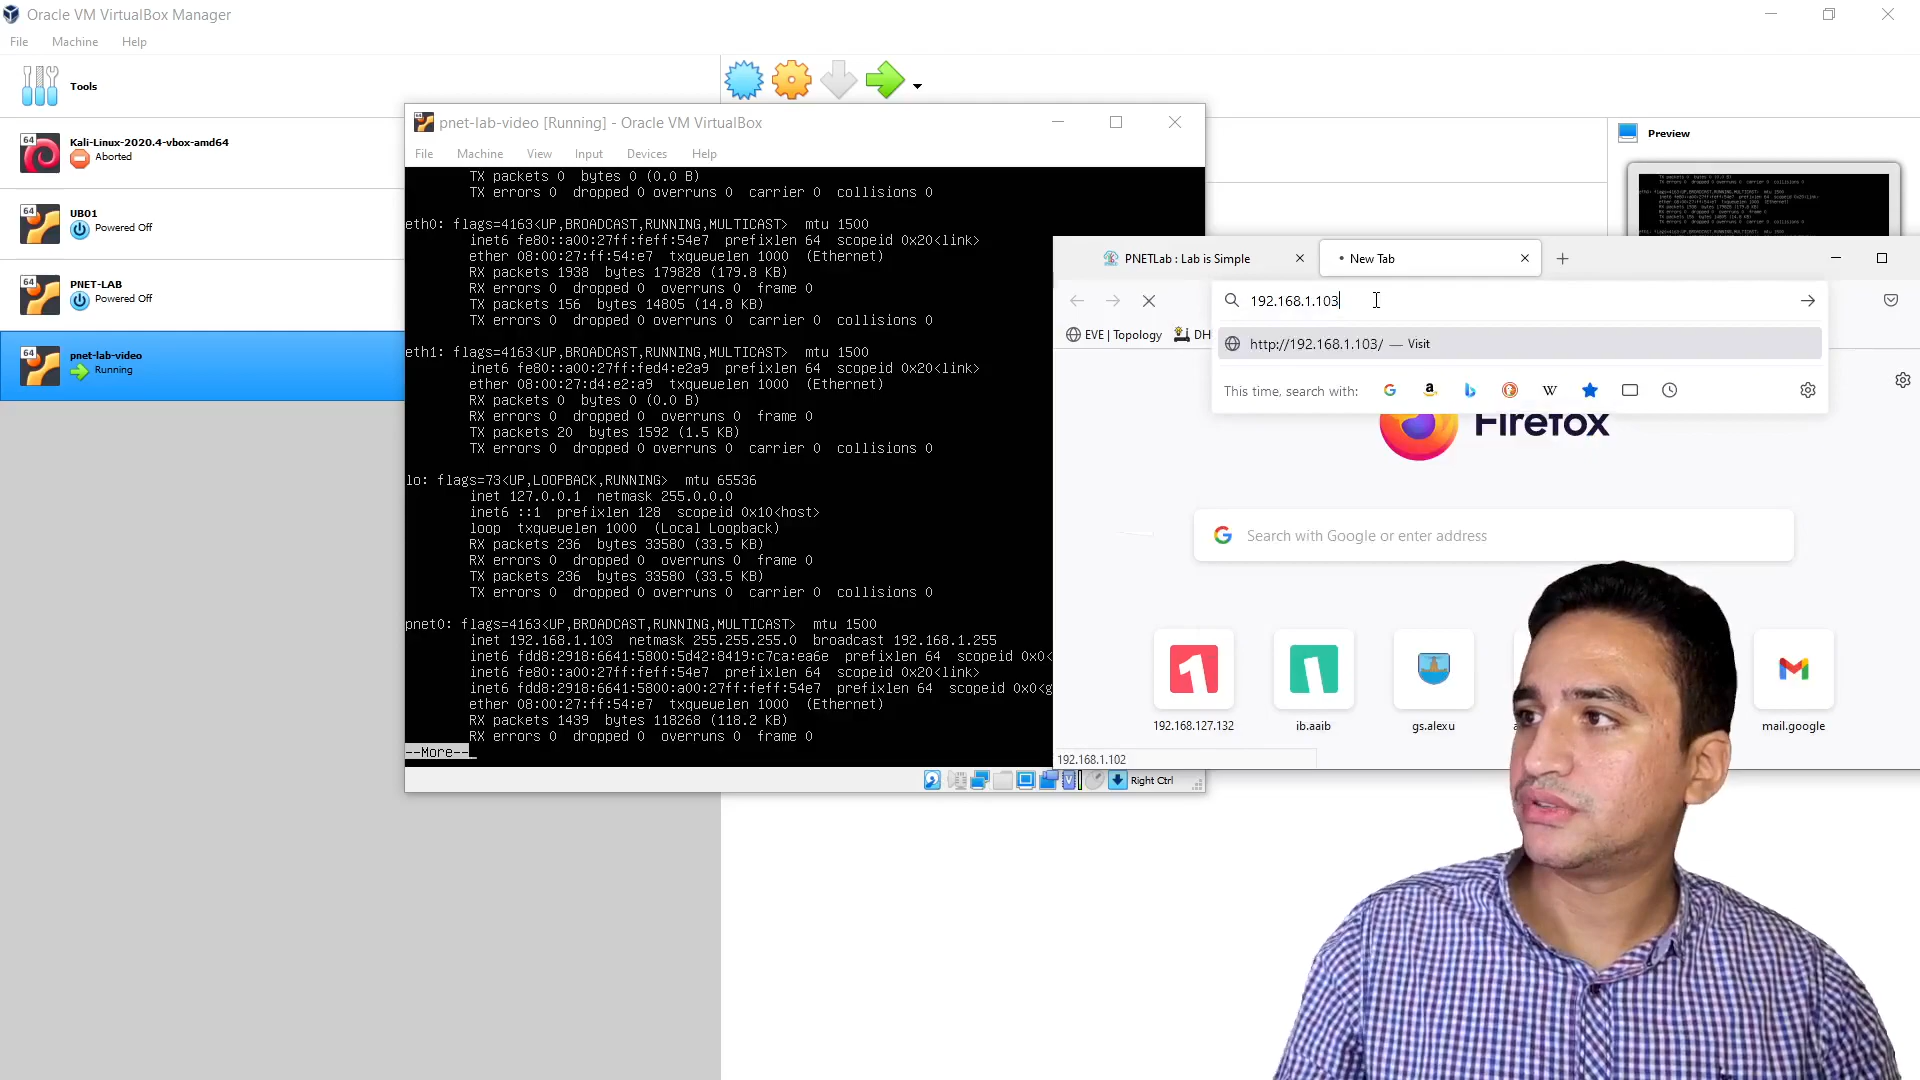 Oracle VM VirtualBox Manager
File Machine Help
Tools
64 Kali-Linux-2020.4-vbox-amd64
Aborted
64 UB01
Powered Off
64 PNET-LAB
Powered Off
64 pnet-lab-video
Running
Preview
64 pnet-lab-video [Running] - Oracle VM VirtualBox
File Machine View Input Devices Help
TX packets 0 bytes 0 (0.0 B)
TX errors 0 dropped 0 overruns 0 carrier 0 collisions 0
eth0: flags=4163<UP,BROADCAST,RUNNING,MULTICAST> mtu 1500
inet6 fe80::a00:27ff:feff:54e7 prefixlen 64 scopeid 0x20<link>
ether 08:00:27:ff:54:e7 txqueuelen 1000 (Ethernet)
RX packets 1938 bytes 179828 (179.8 KB)
RX errors 0 dropped 0 overruns 0 frame 0
TX packets 156 bytes 14805 (14.8 KB)
TX errors 0 dropped 0 overruns 0 carrier 0 collisions 0
eth1: flags=4163<UP,BROADCAST,RUNNING,MULTICAST> mtu 1500
inet6 fe80::a00:27ff:fed4:e2a9 prefixlen 64 scopeid 0x20<link>
ether 08:00:27:d4:e2:a9 txqueuelen 1000 (Ethernet)
RX packets 0 bytes 0 (0.0 B)
RX errors 0 dropped 0 overruns 0 frame 0
TX packets 20 bytes 1592 (1.5 KB)
TX errors 0 dropped 0 overruns 0 carrier 0 collisions 0
lo: flags=73<UP,LOOPBACK,RUNNING> mtu 65536
inet 127.0.0.1 netmask 255.0.0.0
inet6 ::1 prefixlen 128 scopeid 0x10<host>
loop txqueuelen 1000 (Local Loopback)
RX packets 236 bytes 33580 (33.5 KB)
RX errors 0 dropped 0 overruns 0 frame 0
TX packets 236 bytes 33580 (33.5 KB)
TX errors 0 dropped 0 overruns 0 carrier 0 collisions 0
pnet0: flags=4163<UP,BROADCAST,RUNNING,MULTICAST> mtu 1500
inet 192.168.1.103 netmask 255.255.255.0 broadcast 192.168.1.255
inet6 fdd8:2918:6641:5800:5d42:8419:c7ca:ea6e prefixlen 64 scopeid 0x0<
inet6 fe80::a00:27ff:feff:54e7 prefixlen 64 scopeid 0x20<link>
inet6 fdd8:2918:6641:5800:a00:27ff:feff:54e7 prefixlen 64 scopeid 0x0<g
ether 08:00:27:ff:54:e7 txqueuelen 1000 (Ethernet)
RX packets 1439 bytes 118268 (118.2 KB)
RX errors 0 dropped 0 overruns 0 frame 0
--More--
Right Ctrl
PNETLab : Lab is Simple
• New Tab
192.168.1.103
EVE | Topology DH
http://192.168.1.103/ — Visit
This time, search with:
Firefox
Search with Google or enter address
192.168.127.132
ib.aaib
gs.alexu
mail.google
192.168.1.102